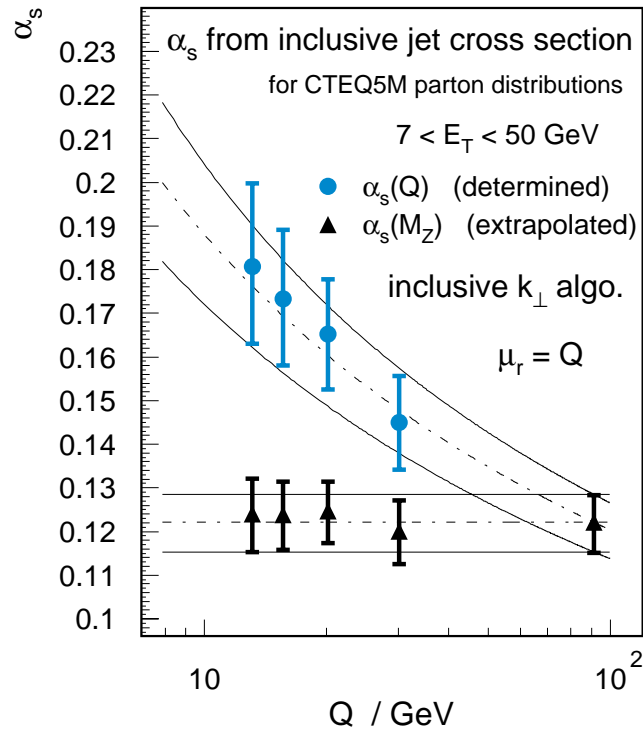 α_s
α_s from inclusive jet cross section
for CTEQ5M parton distributions
7 < E_T < 50 GeV
α_s(Q) (determined)
α_s(M_Z) (extrapolated)
inclusive k_⊥ algo.
μ_r = Q
0.23
0.22
0.21
0.2
0.19
0.18
0.17
0.16
0.15
0.14
0.13
0.12
0.11
0.1
10
10^2
Q / GeV